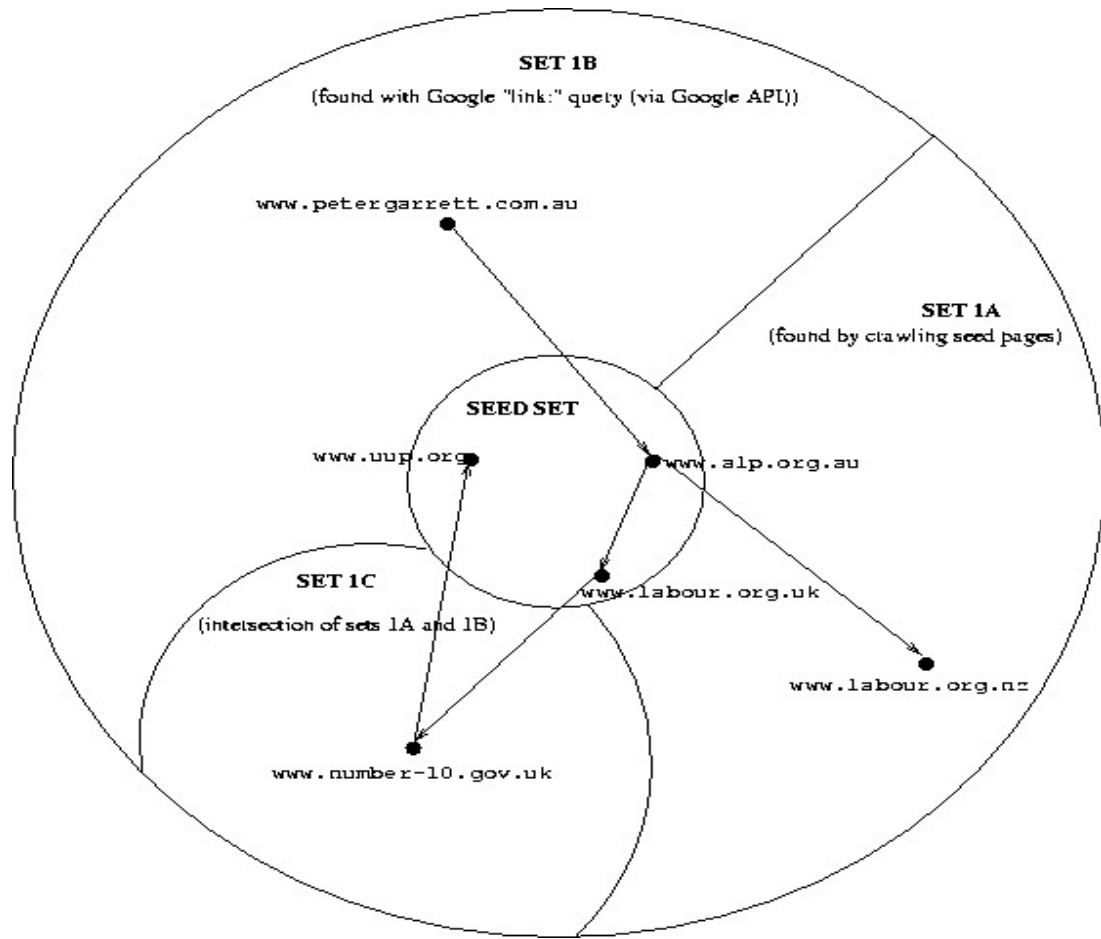 SET 1B
(found with Google "link:" query (via Google API))
www.petergarrett.com.au
SET 1A
(found by crawling seed pages)
SEED SET
www.uup.org
www.alp.org.au
SET 1C
www.labour.org.uk
(intersection of sets 1A and 1B)
www.labour.org.nz
www.number-10.gov.uk